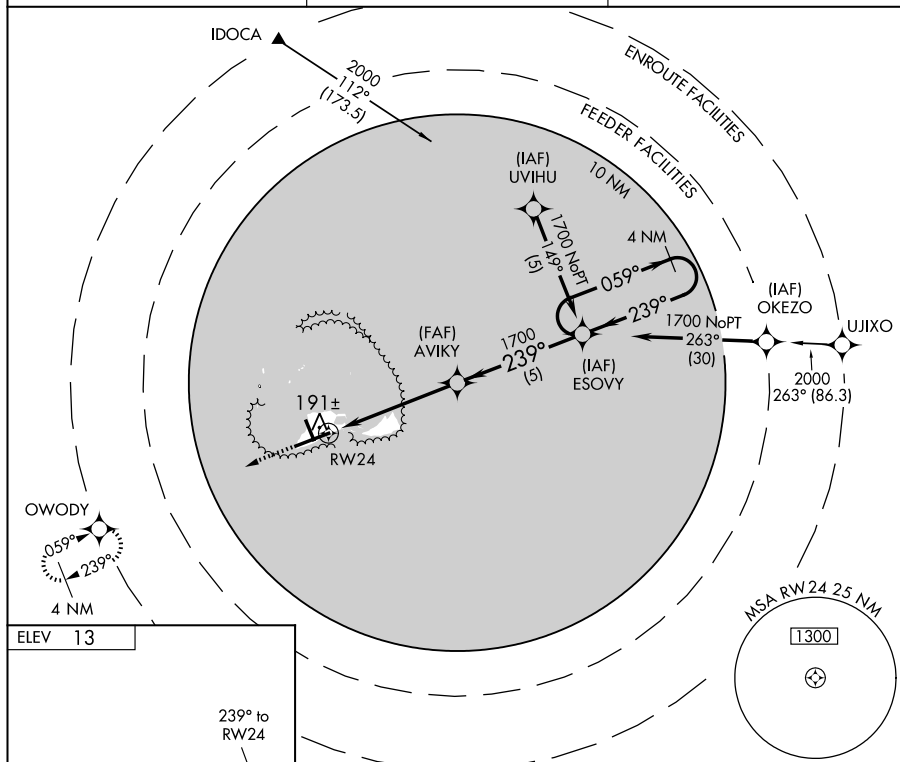 IDOCA
2000
112°
(173.5)
ENROUTE FACILITIES
FEEDER FACILITIES
10 NM
(IAF)
UVIHU
1700 NoPT
149°
(5)
4 NM
059°
239°
(IAF)
OKEZO
1700 NoPT
263°
(30)
UJIXO
2000
263° (86.3)
(IAF)
ESOVY
1700
239°
(5)
(FAF)
AVIKY
191±
RW24
OWODY
059°
239°
4 NM
MSA RW24 25 NM
1300
ELEV 13
239° to
RW24